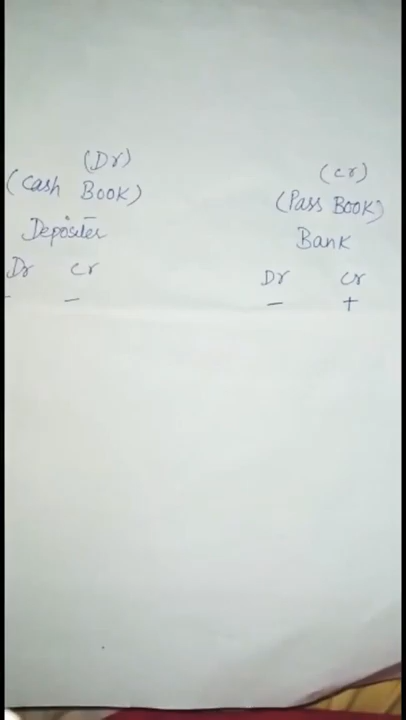 (Dr)
(Cash Book)
Depositer
Dr Cr
- -
(Cr)
(Pass Book)
Bank
Dr Cr
- +